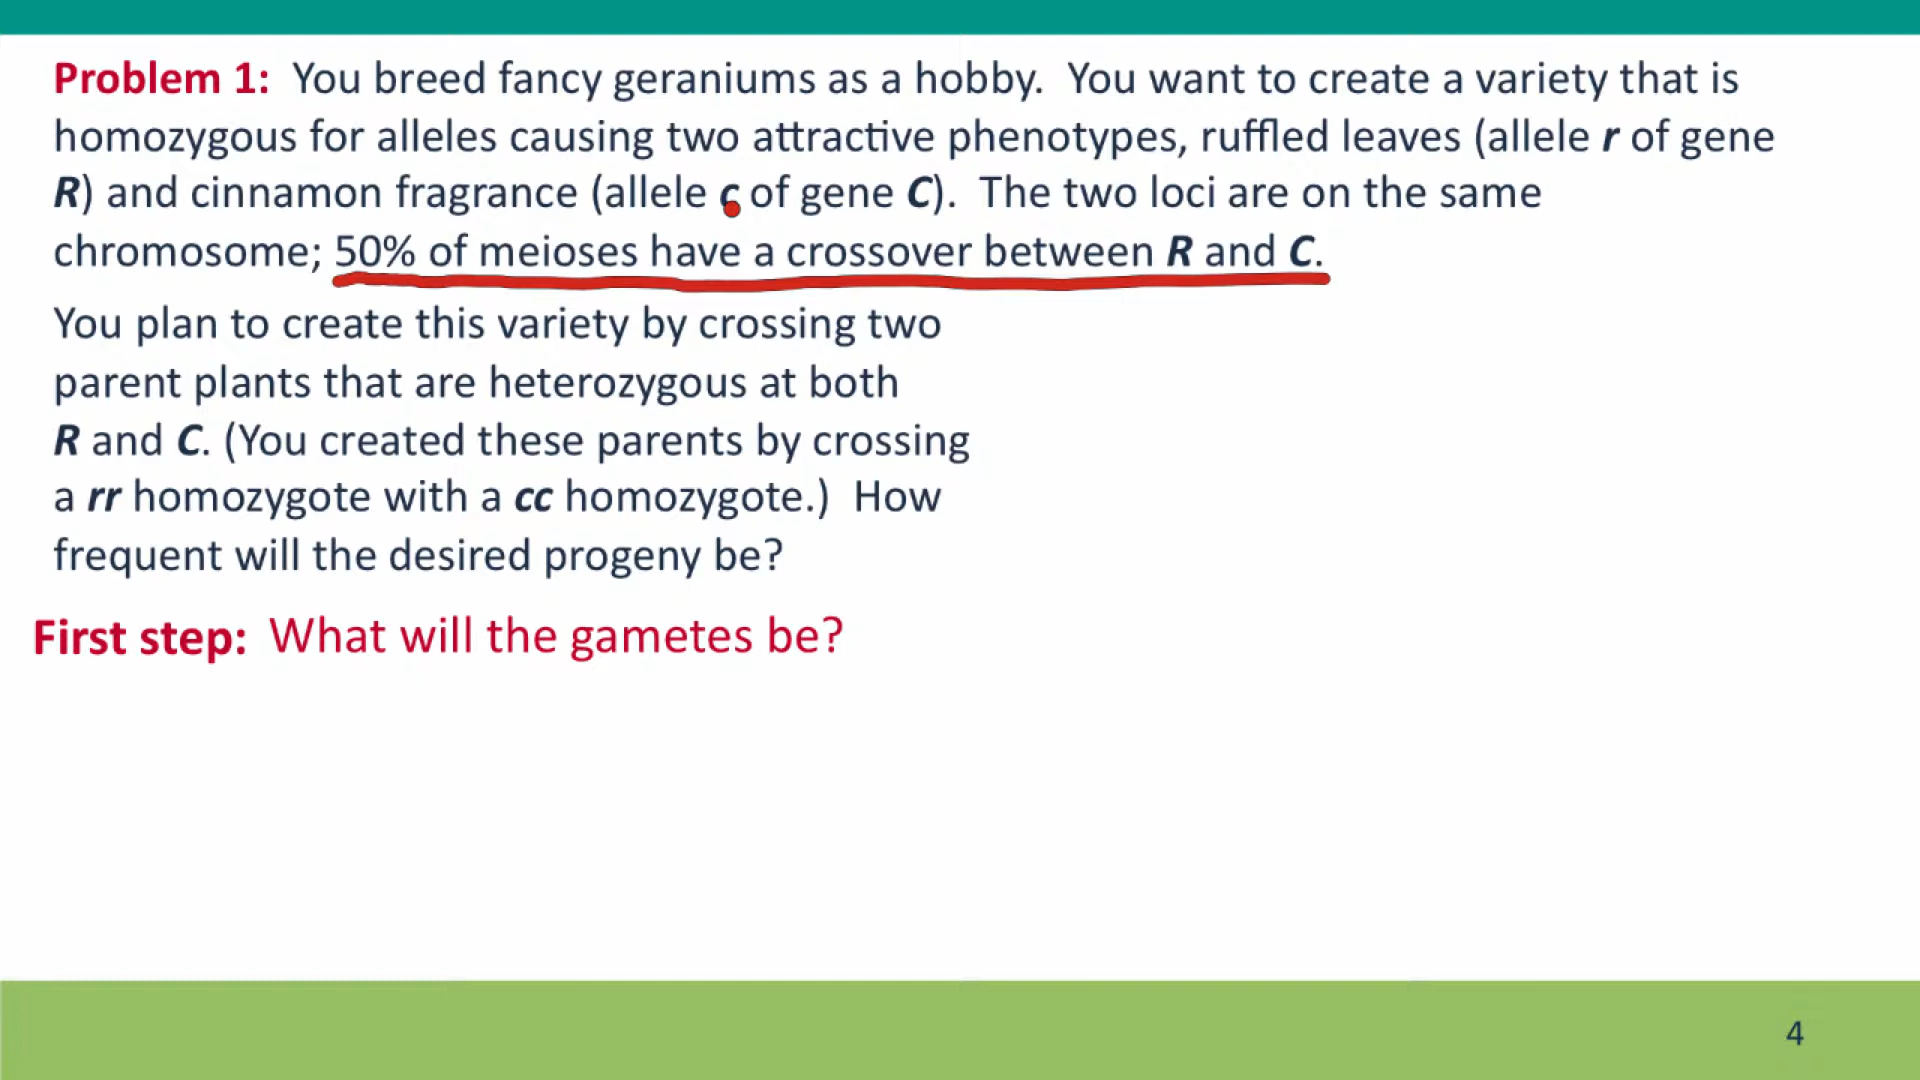 Problem 1: You breed fancy geraniums as a hobby. You want to create a variety that is
homozygous for alleles causing two attractive phenotypes, ruffled leaves (allele r of gene
R) and cinnamon fragrance (allele c of gene C). The two loci are on the same
chromosome; 50% of meioses have a crossover between R and C.
You plan to create this variety by crossing two
parent plants that are heterozygous at both
R and C. (You created these parents by crossing
a rr homozygote with a cc homozygote.) How
frequent will the desired progeny be?
First step: What will the gametes be?
4